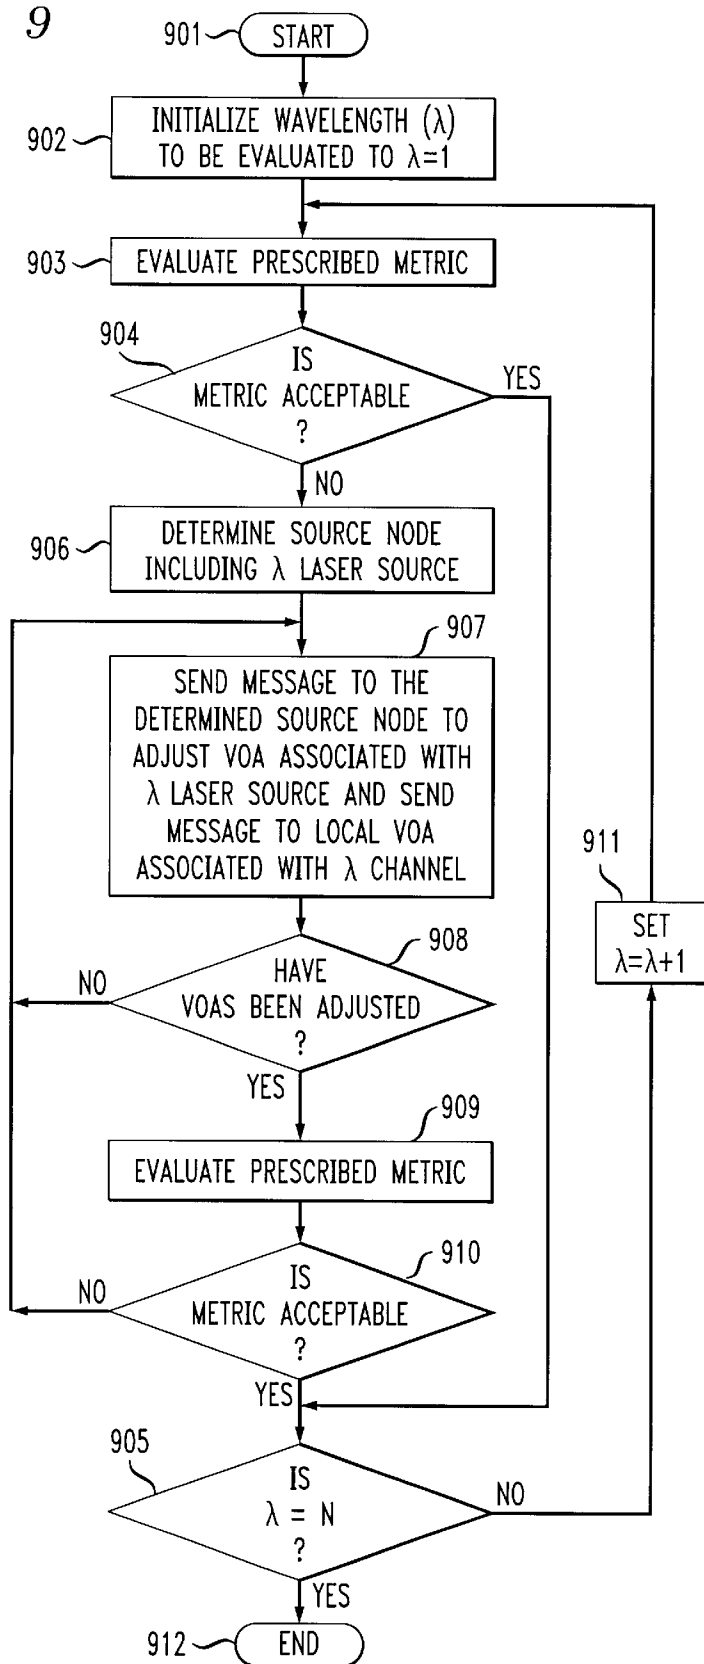 9
901
START
902
INITIALIZE WAVELENGTH (λ)
TO BE EVALUATED TO λ=1
903
EVALUATE PRESCRIBED METRIC
904
IS
METRIC ACCEPTABLE
?
YES
NO
906
DETERMINE SOURCE NODE
INCLUDING λ LASER SOURCE
907
SEND MESSAGE TO THE
DETERMINED SOURCE NODE TO
ADJUST VOA ASSOCIATED WITH
λ LASER SOURCE AND SEND
MESSAGE TO LOCAL VOA
ASSOCIATED WITH λ CHANNEL
911
SET
λ=λ+1
908
HAVE
VOAS BEEN ADJUSTED
?
NO
YES
909
EVALUATE PRESCRIBED METRIC
910
IS
METRIC ACCEPTABLE
?
NO
YES
905
IS
λ = N
?
NO
YES
912
END